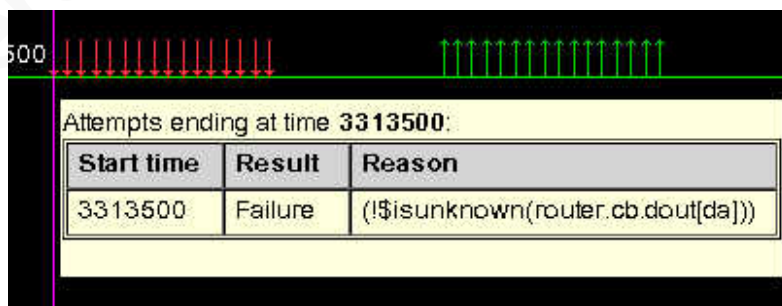 500
Attempts ending at time 3313500:
Start time Result Reason
3313500 Failure (!$isunknown(router.cb.dout[da]))